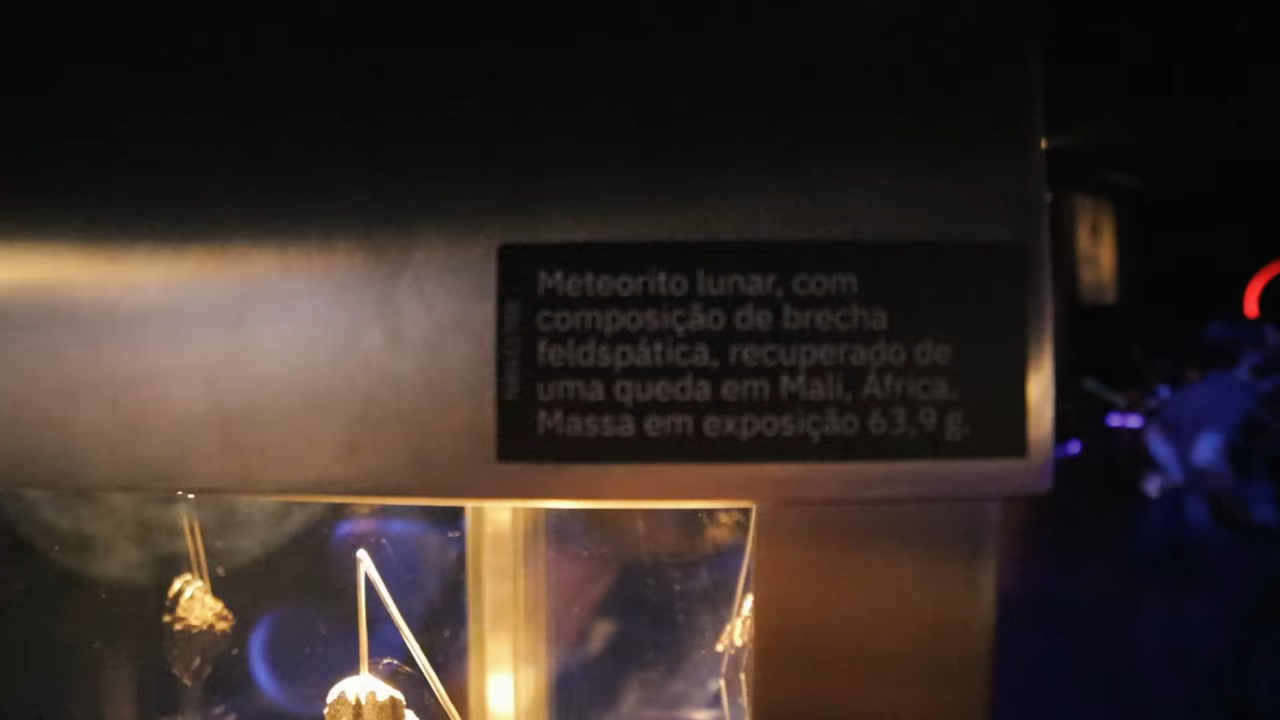 Meteorito lunar, com
composição de brecha
feldspática, recuperado de
uma queda em Mali, África.
Massa em exposição 63,9 g.